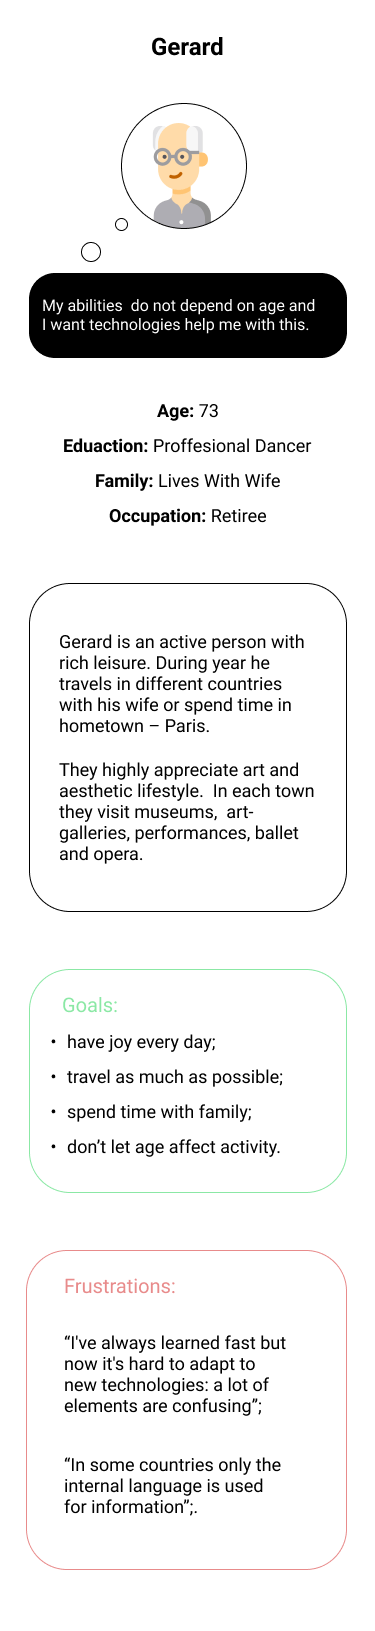 Gerard
My abilities  do not depend on age and
I want technologies help me with this.
Age: 73
Eduaction: Proffesional Dancer
Family: Lives With Wife
Occupation: Retiree
Gerard is an active person with
rich leisure. During year he
travels in different countries
with his wife or spend time in
hometown – Paris.
They highly appreciate art and
aesthetic lifestyle.  In each town
they visit museums,  art-
galleries, performances, ballet
and opera.
Goals:
• have joy every day;
• travel as much as possible;
• spend time with family;
• don’t let age affect activity.
Frustrations:
“I've always learned fast but
now it's hard to adapt to
new technologies: a lot of
elements are confusing”;
“In some countries only the
internal language is used
for information”;.